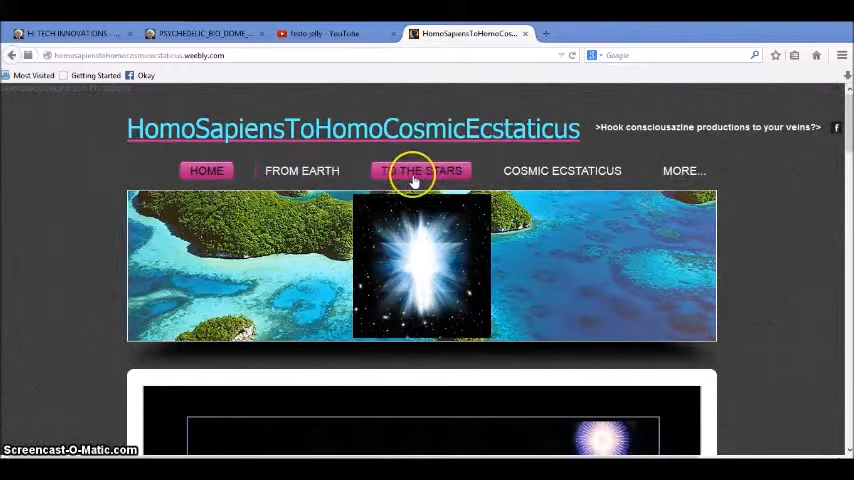 HI TECH INNOVATIONS - ...
PSYCHEDELIC_BIO_DOME_...
festo jelly - YouTube
HomoSapiensToHomoCos...
homosapienstohomocosmicecstaticus.weebly.com
Google
Most Visited
Getting Started
Okay
HomoSapiensToHomoCosmicEcstaticus
>Hook consciousazine productions to your veins?>
HOME
FROM EARTH
TO THE STARS
COSMIC ECSTATICUS
MORE...
Screencast-O-Matic.com